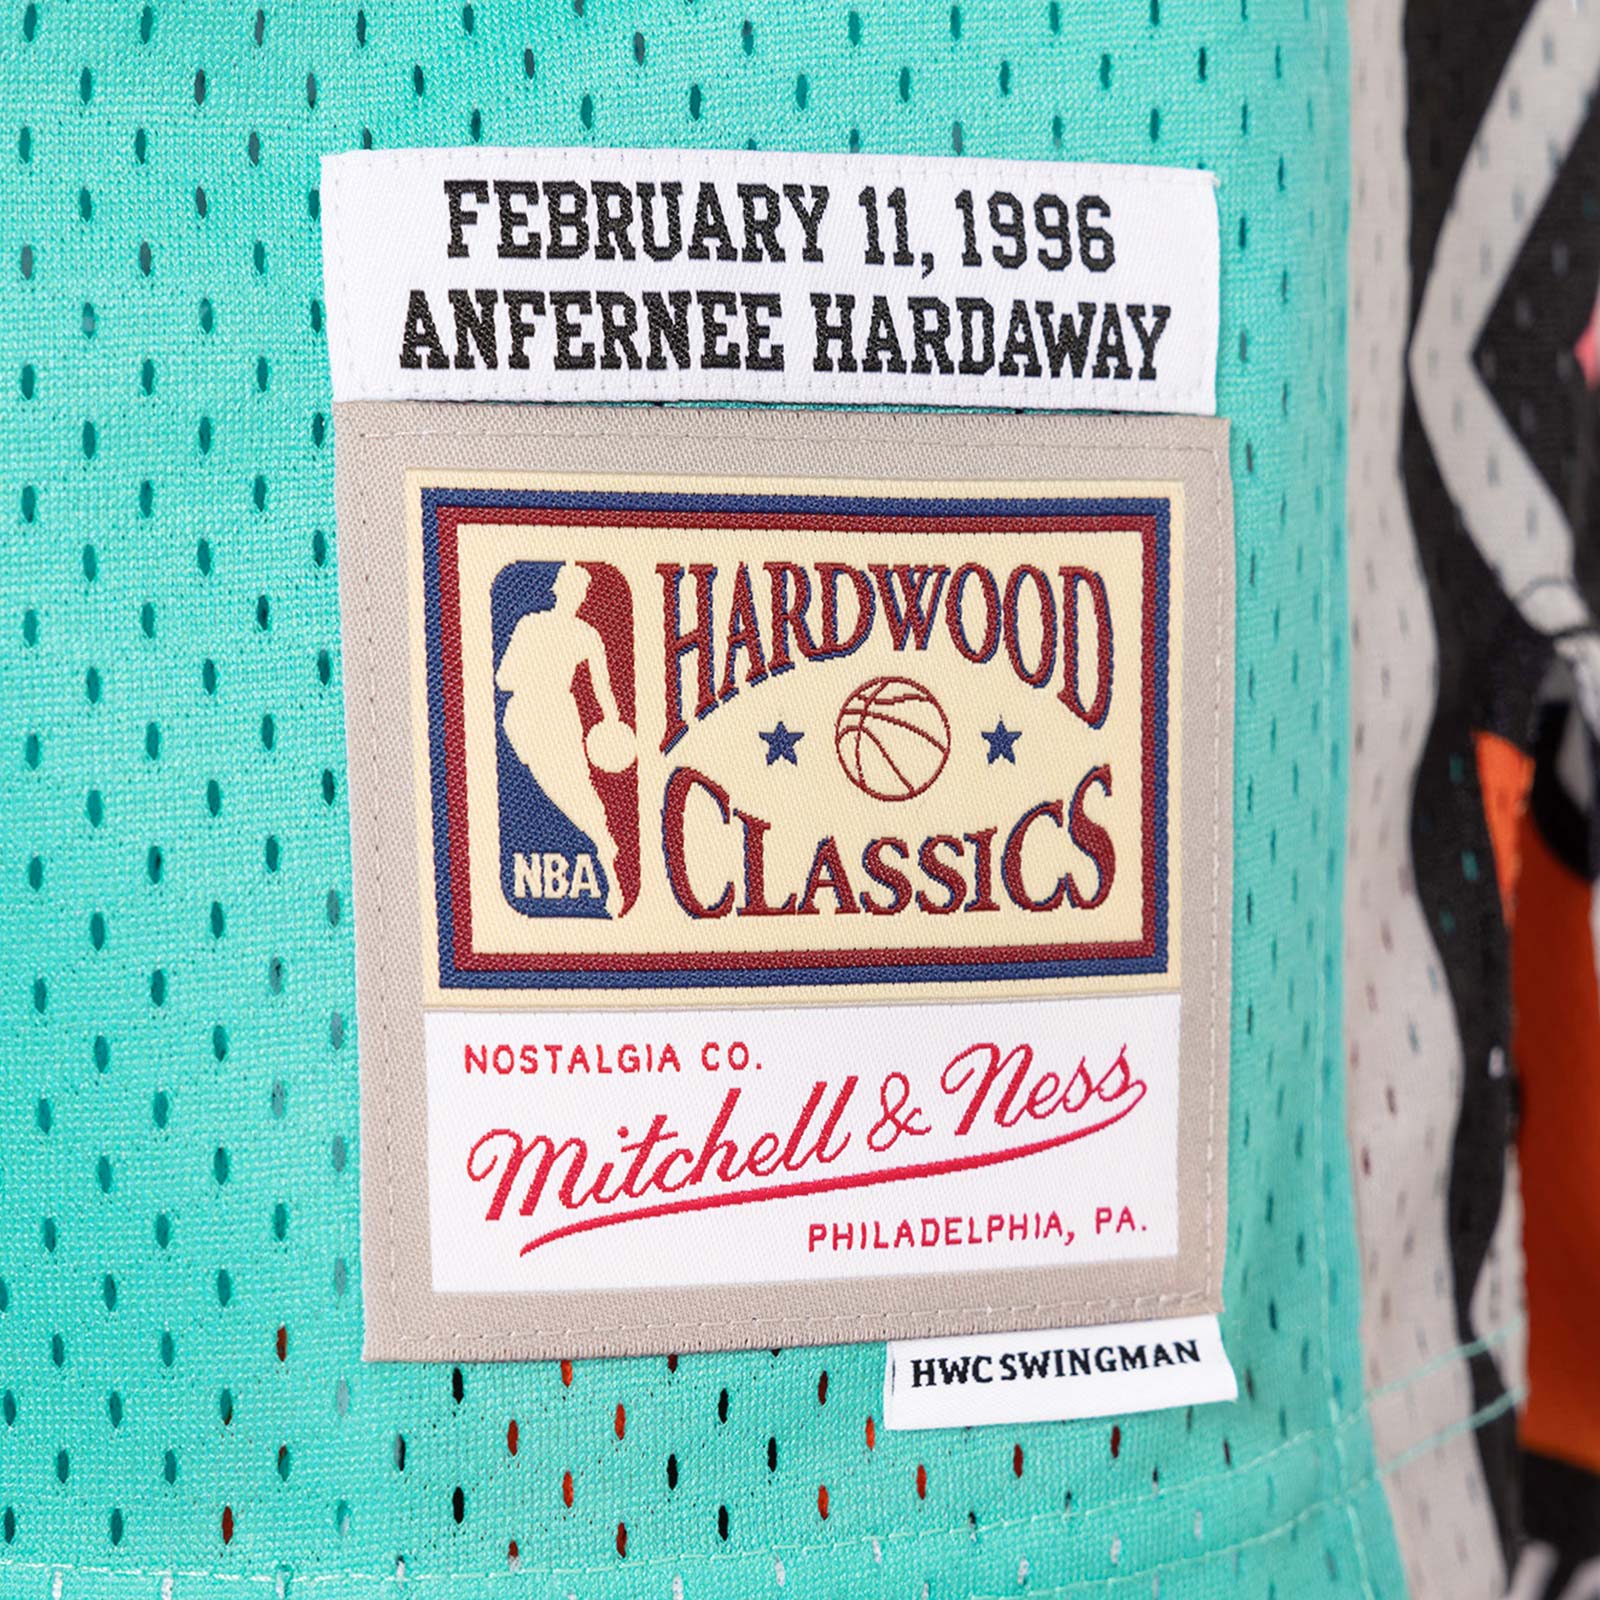 FEBRUARY 11, 1996
ANFERNEE HARDAWAY
HARDWOOD
CLASSICS
NBA
NOSTALGIA CO.
Mitchell & Ness
PHILADELPHIA, PA.
HWC SWINGMAN